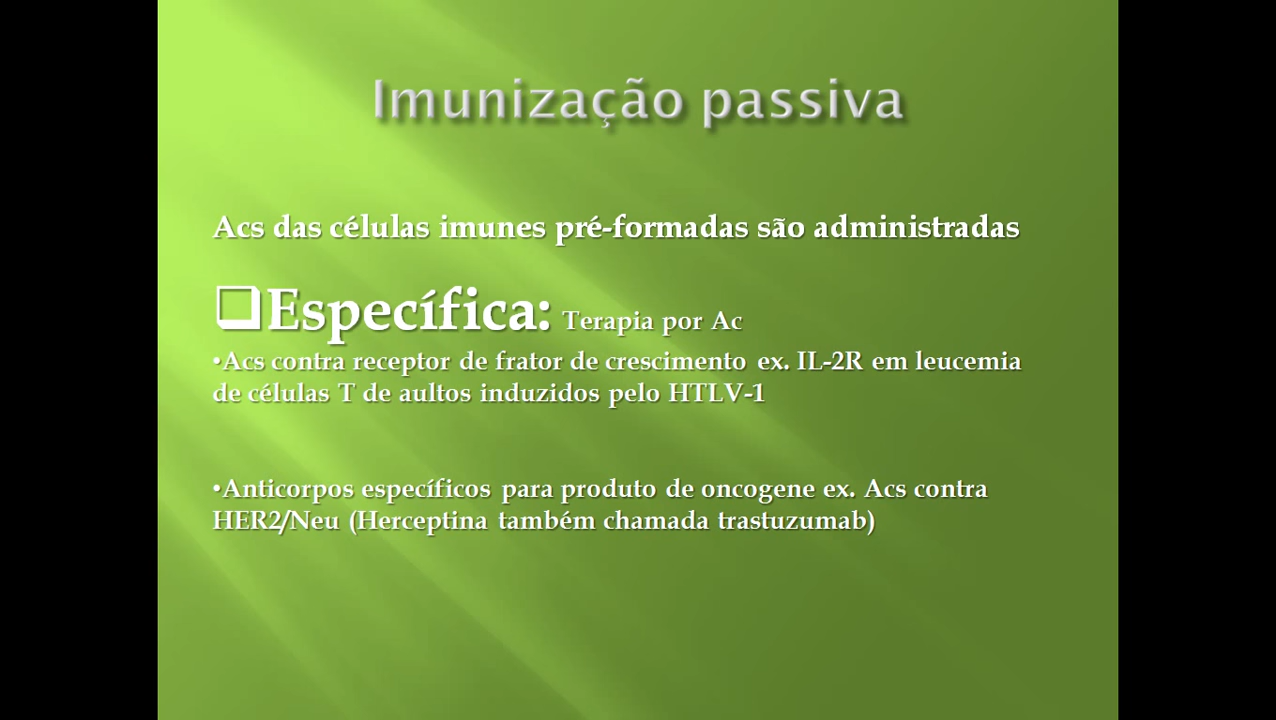 Imunização passiva
Acs das células imunes pré-formadas são administradas
❑Específica: Terapia por Ac
•Acs contra receptor de frator de crescimento ex. IL-2R em leucemia
de células T de aultos induzidos pelo HTLV-1
•Anticorpos específicos para produto de oncogene ex. Acs contra
HER2/Neu (Herceptina também chamada trastuzumab)